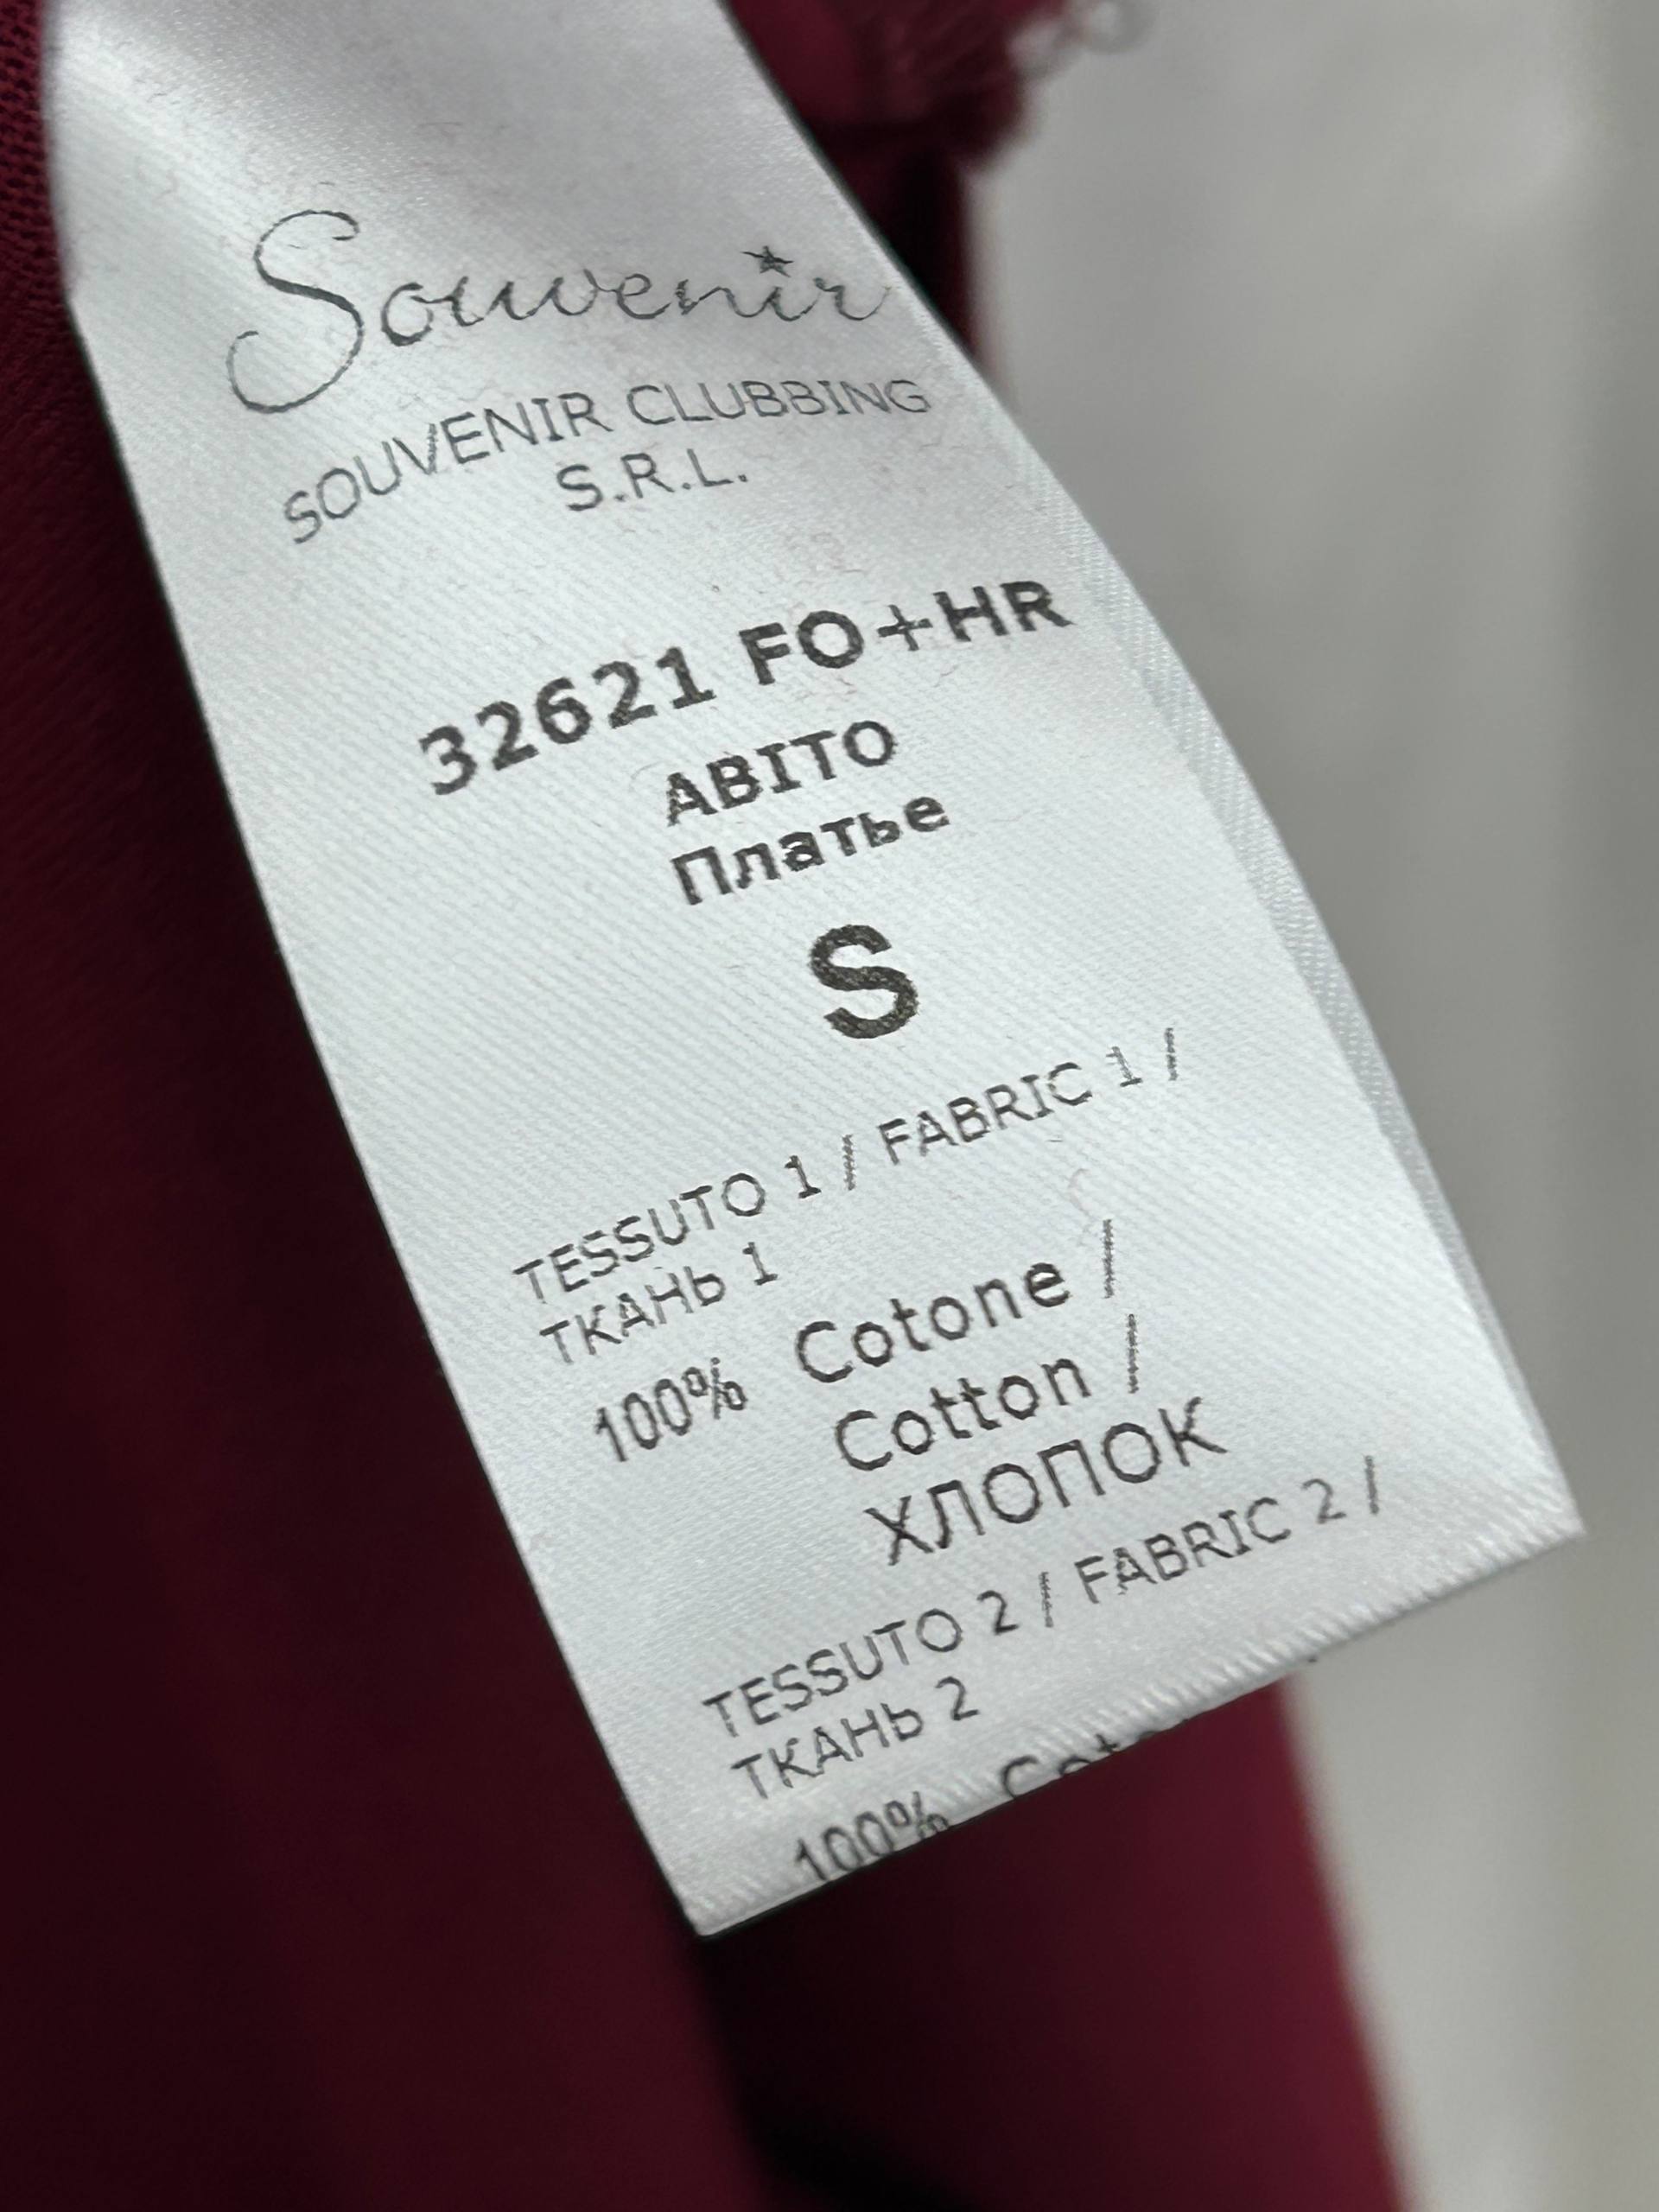 Souvenir
SOUVENIR CLUBBING
S.R.L.
32621 FO+HR
ABITO
Платье
S
TESSUTO 1 / FABRIC 1 /
ТКАНЬ 1
100% Cotone /
Cotton /
ХЛОПОК
TESSUTO 2 / FABRIC 2 /
ТКАНЬ 2
100%